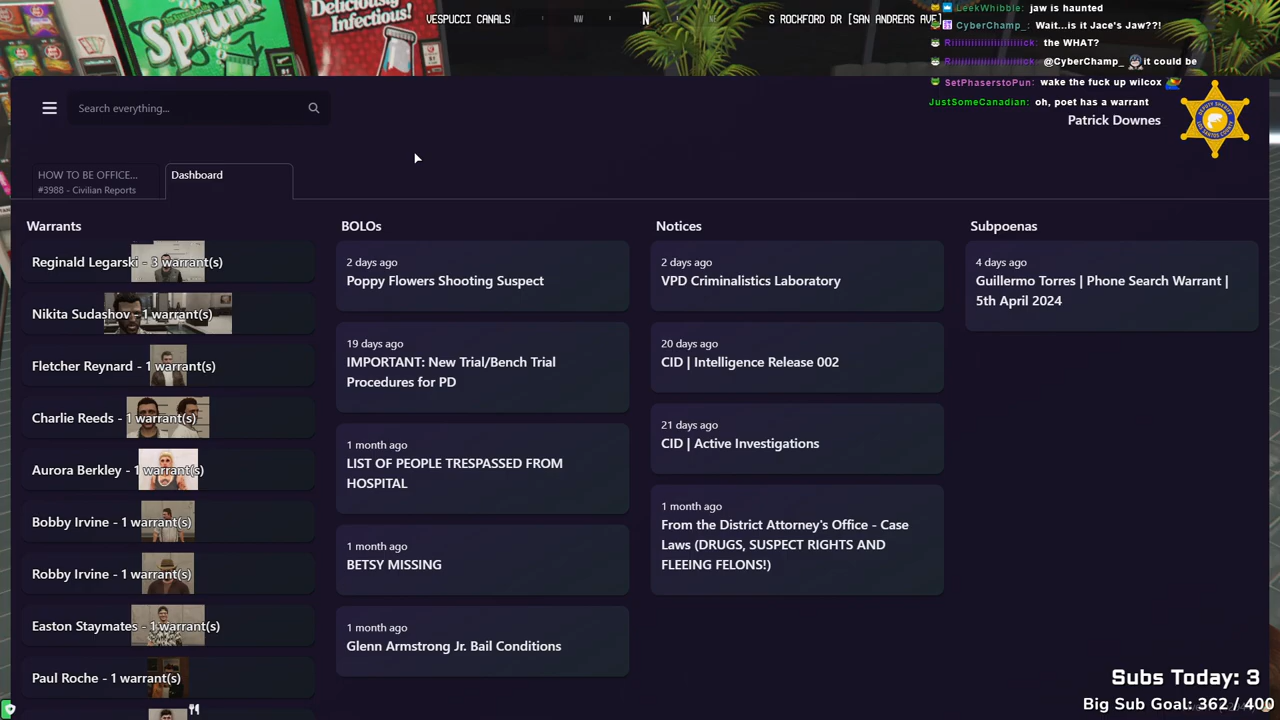 Sprunk
Deliciously
Infectious!
VESPUCCI CANALS
NW
N
S ROCKFORD DR [SAN ANDREAS AVE]
LeekWhibble: jaw is haunted
CyberChamp_: Wait...is it Jace's Jaw??!
the WHAT?
@CyberChamp_ it could be
SetPhaserstoPun: wake the fuck up wilcox
JustSomeCanadian: oh, poet has a warrant
Search everything...
Patrick Downes
HOW TO BE OFFICE...
#3988 - Civilian Reports
Dashboard
Warrants
Reginald Legarski - 3 warrant(s)
Nikita Sudashov - 1 warrant(s)
Fletcher Reynard - 1 warrant(s)
Charlie Reeds - 1 warrant(s)
Aurora Berkley - 1 warrant(s)
Bobby Irvine - 1 warrant(s)
Robby Irvine - 1 warrant(s)
Easton Staymates - 1 warrant(s)
Paul Roche - 1 warrant(s)
BOLOs
2 days ago
Poppy Flowers Shooting Suspect
19 days ago
IMPORTANT: New Trial/Bench Trial
Procedures for PD
1 month ago
LIST OF PEOPLE TRESPASSED FROM
HOSPITAL
1 month ago
BETSY MISSING
1 month ago
Glenn Armstrong Jr. Bail Conditions
Notices
2 days ago
VPD Criminalistics Laboratory
20 days ago
CID | Intelligence Release 002
21 days ago
CID | Active Investigations
1 month ago
From the District Attorney's Office - Case
Laws (DRUGS, SUSPECT RIGHTS AND
FLEEING FELONS!)
Subpoenas
4 days ago
Guillermo Torres | Phone Search Warrant |
5th April 2024
Subs Today: 3
Big Sub Goal: 362 / 400